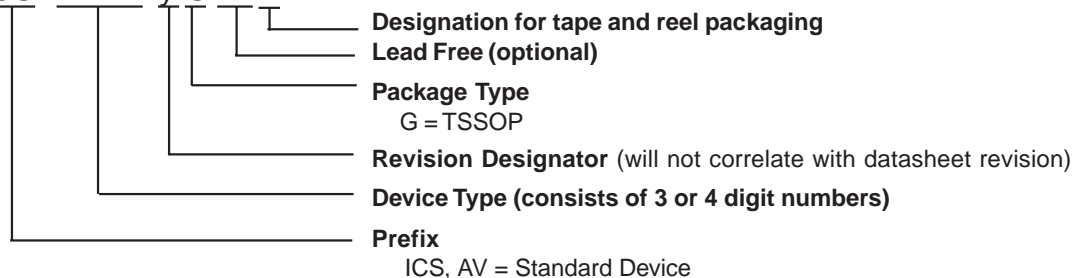 Designation for tape and reel packaging
Lead Free (optional)
Package Type
G = TSSOP
Revision Designator (will not correlate with datasheet revision)
Device Type (consists of 3 or 4 digit numbers)
Prefix
ICS, AV = Standard Device